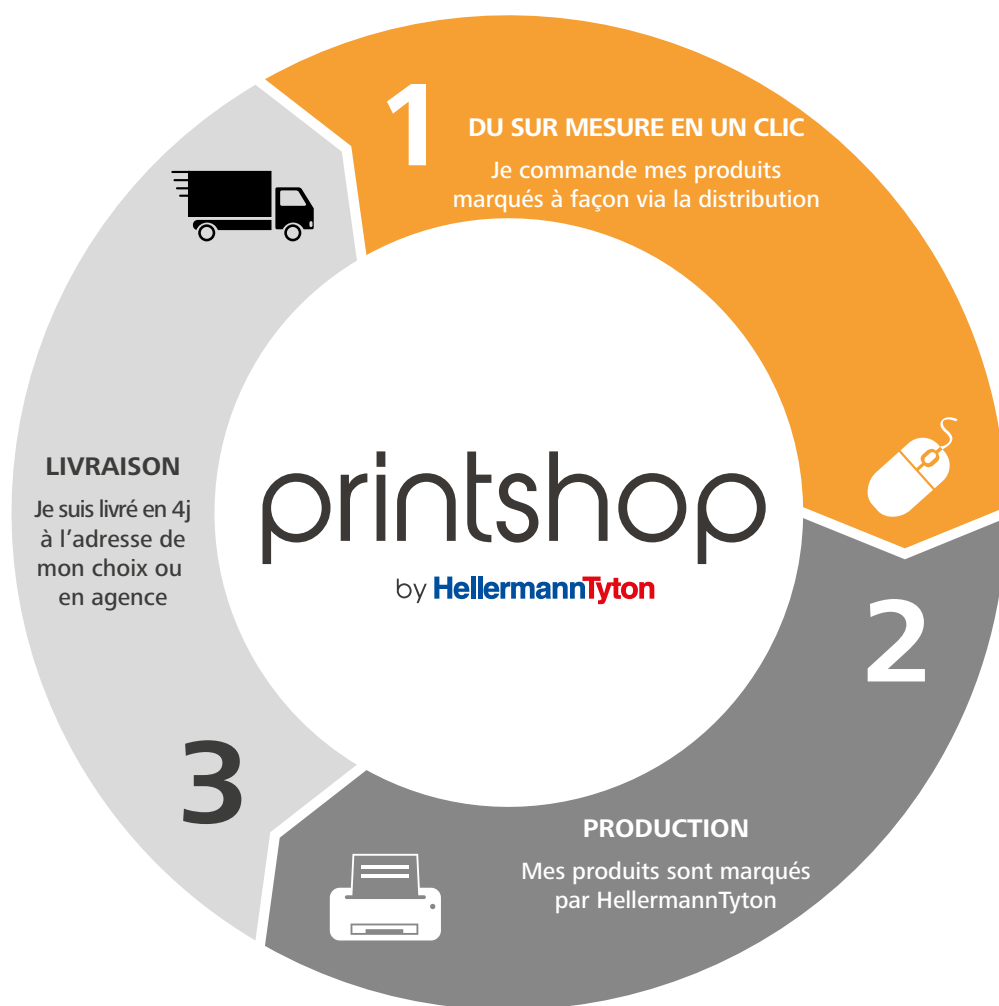 1
DU SUR MESURE EN UN CLIC
Je commande mes produits
marqués à façon via la distribution
2
PRODUCTION
Mes produits sont marqués
par HellermannTyton
3
LIVRAISON
Je suis livré en 4j
à l’adresse de
mon choix ou
en agence
printshop
by HellermannTyton